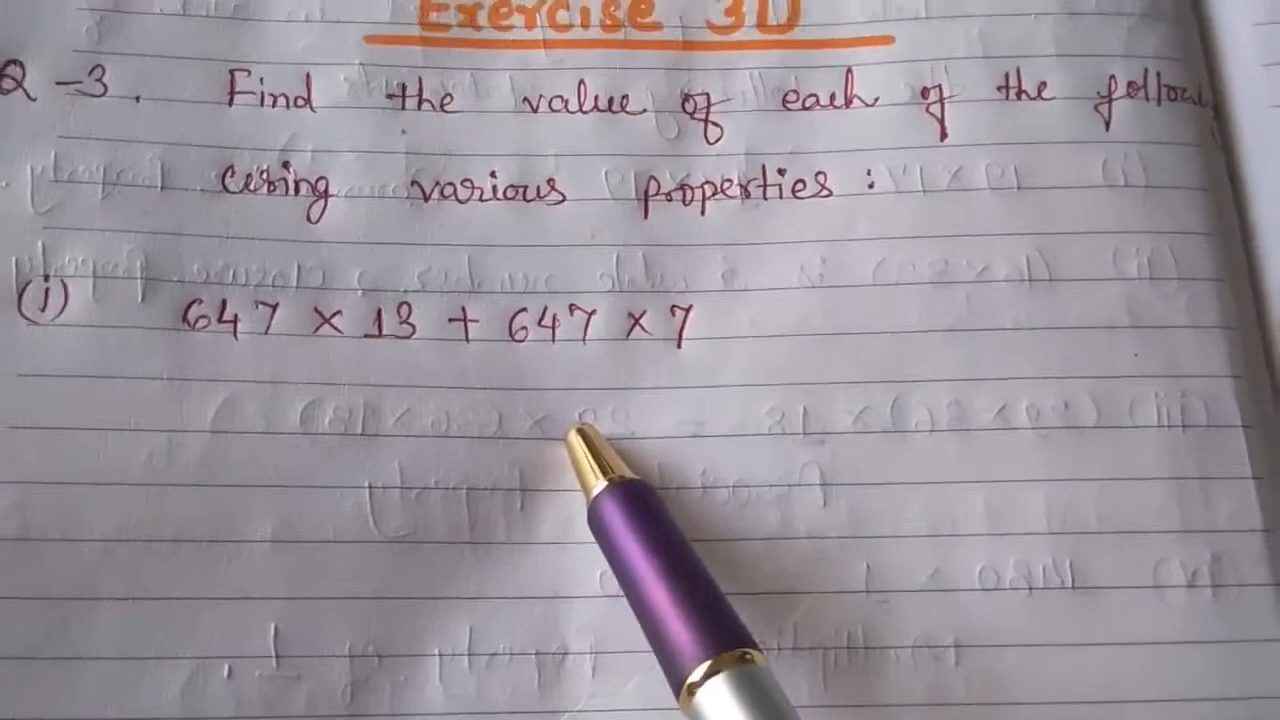 Exercise 3D
Q-3. Find the value of each of the follow
using various properties:
(i) 647 × 13 + 647 × 7